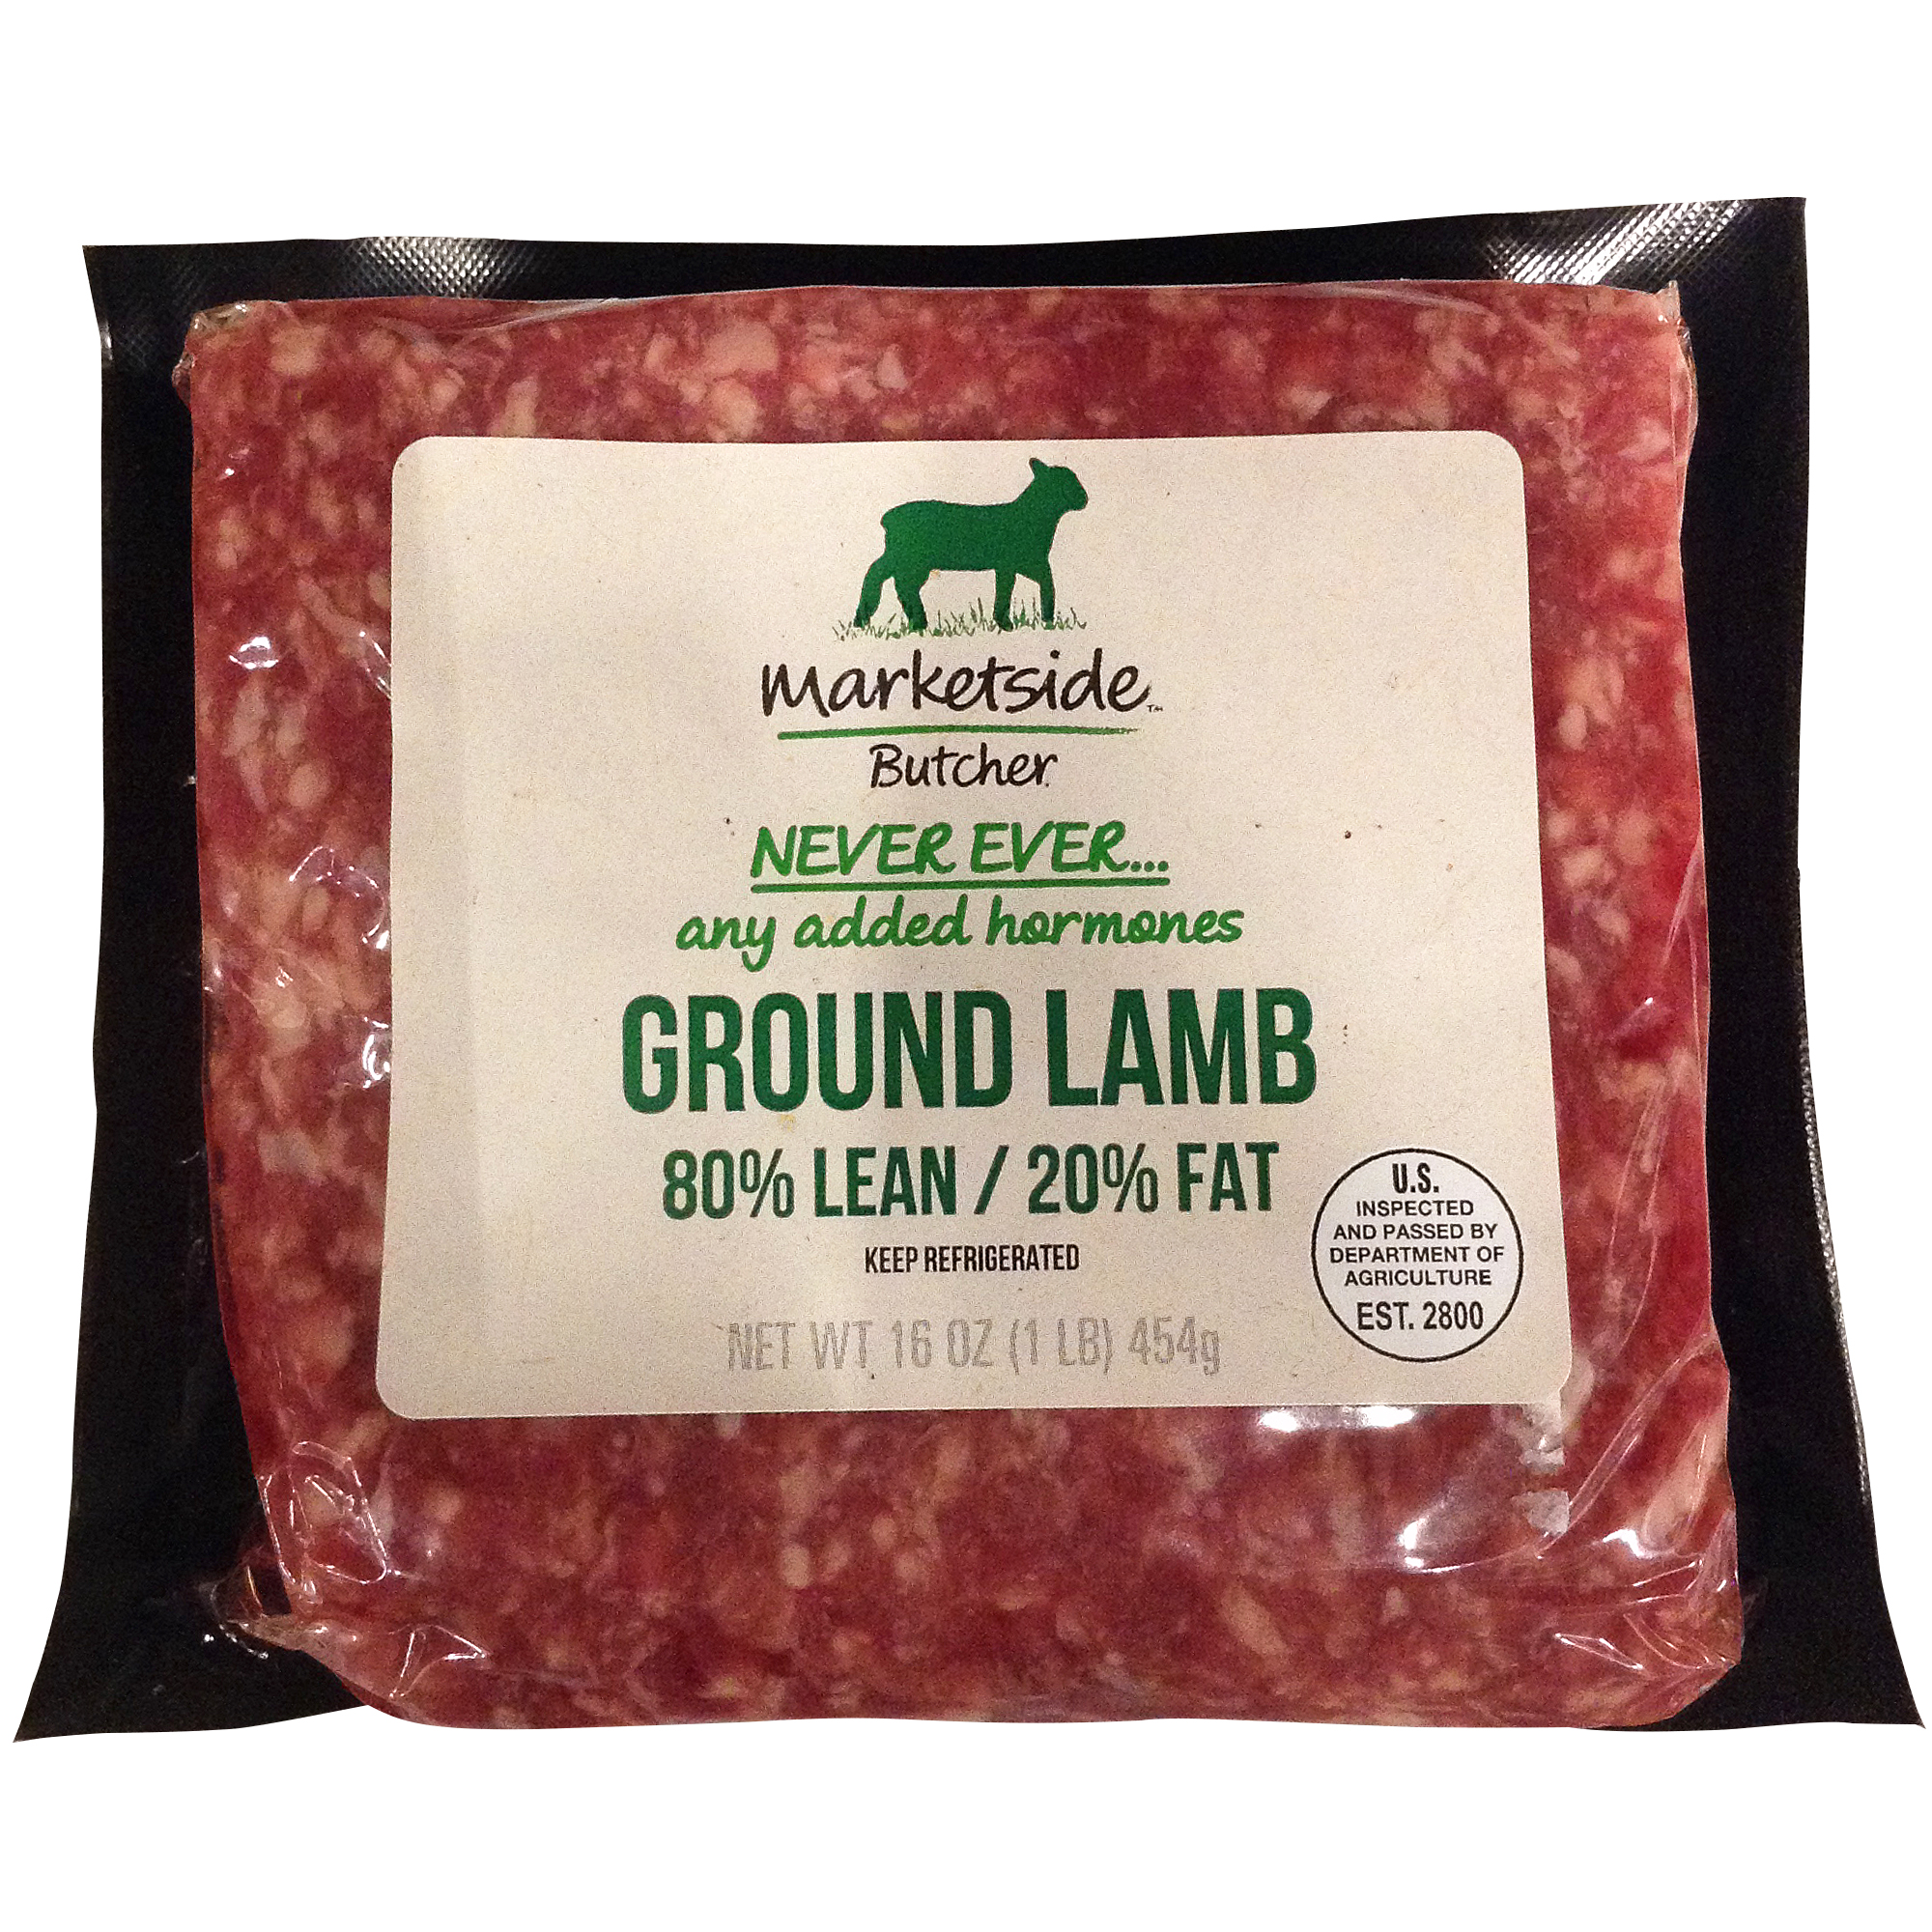 Marketside™
Butcher
NEVER EVER...
any added hormones
GROUND LAMB
80% LEAN / 20% FAT
KEEP REFRIGERATED
NET WT 16 OZ (1 LB) 454g
U.S.
INSPECTED
AND PASSED BY
DEPARTMENT OF
AGRICULTURE
EST. 2800